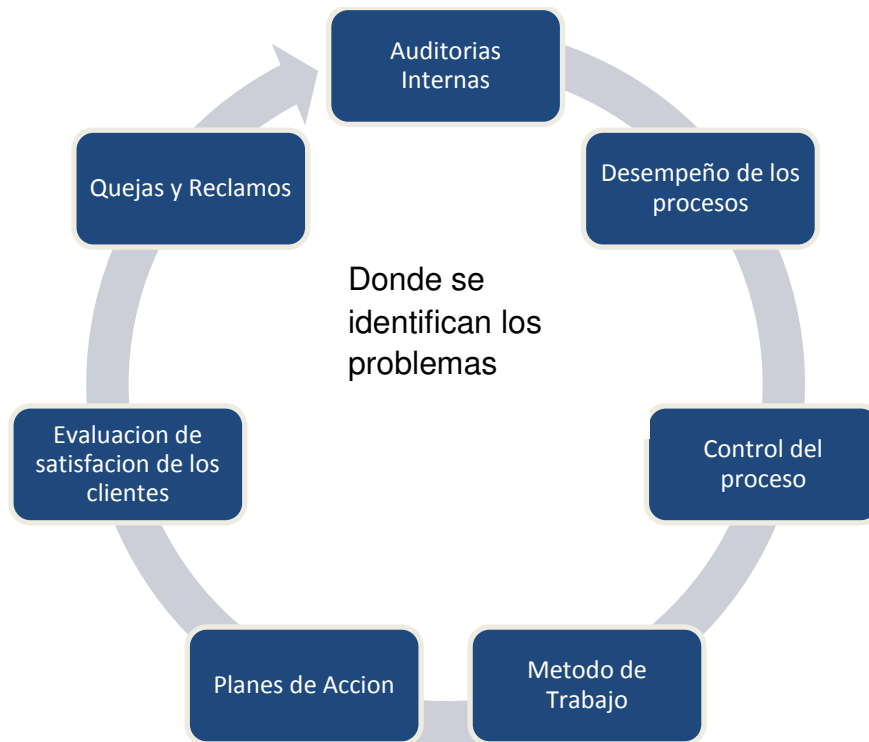 Auditorias
Internas
Desempeño de los
procesos
Control del
proceso
Metodo de
Trabajo
Planes de Accion
Evaluacion de
satisfacion de los
clientes
Quejas y Reclamos
Donde se
identifican los
problemas